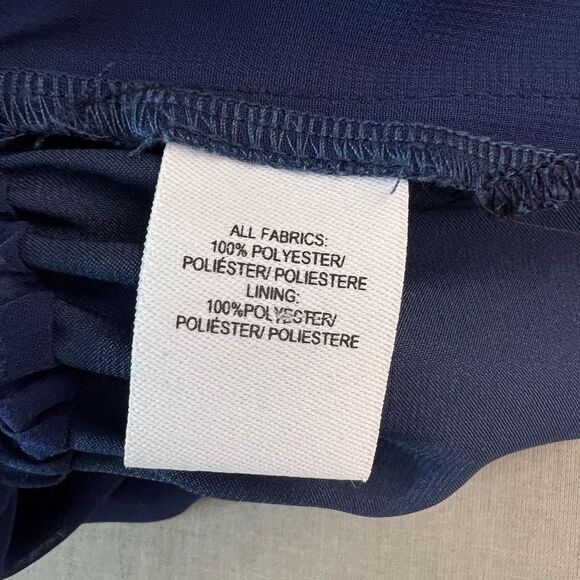 ALL FABRICS:
100% POLYESTER/
POLIÉSTER/ POLIESTERE
LINING:
100%POLYESTER/
POLIÉSTER/ POLIESTERE